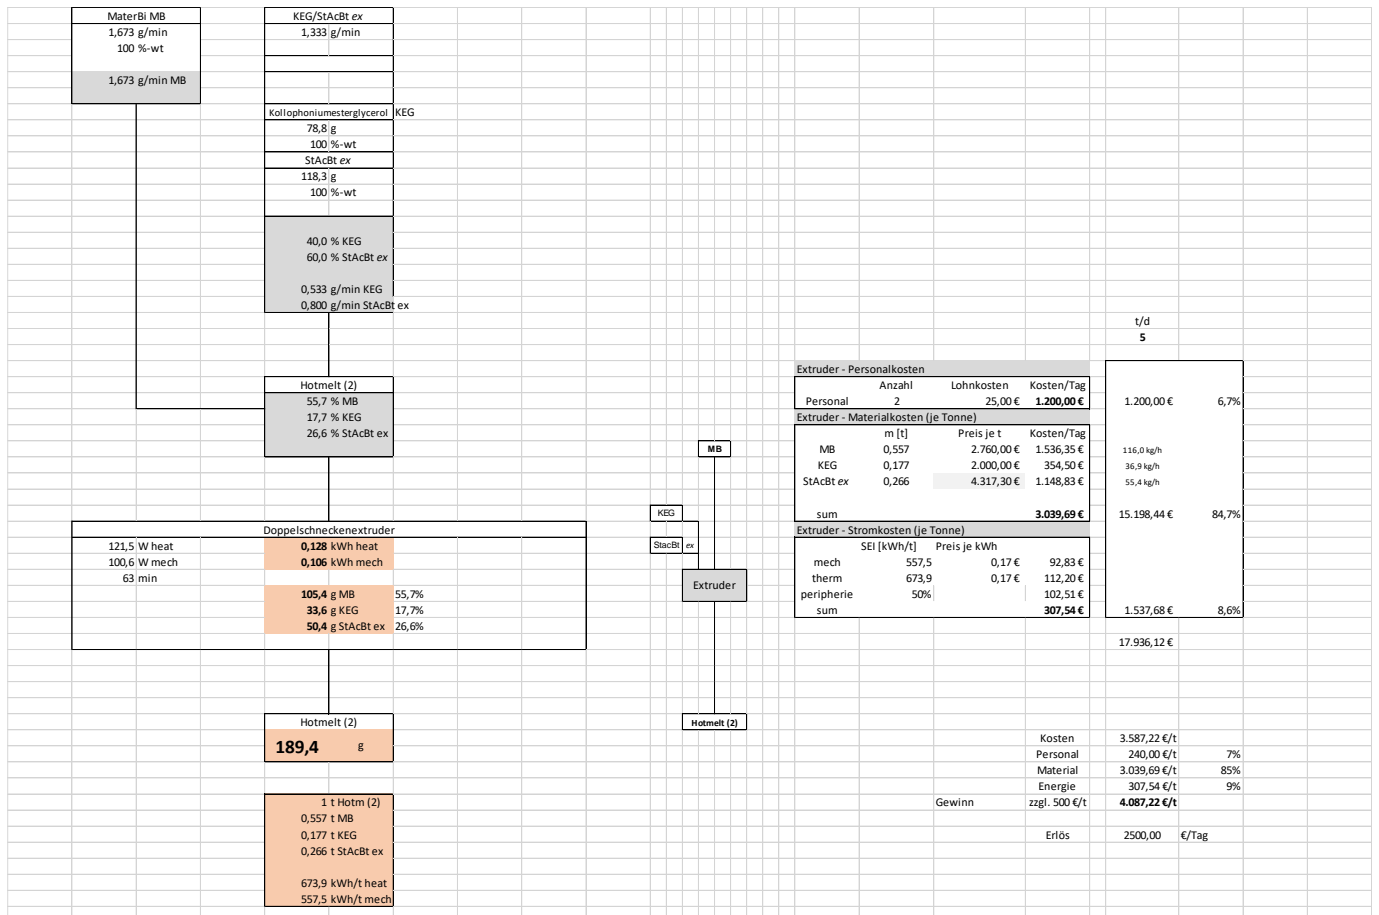 MaterBi MB
1,673 g/min
100 %-wt
1,673 g/min MB
KEG/StAcBt ex
1,333 g/min
Kollophoniumesterglycerol KEG
78,8 g
100 %-wt
StAcBt ex
118,3 g
100 %-wt
40,0 % KEG
60,0 % StAcBt ex
0,533 g/min KEG
0,800 g/min StAcBt ex
Hotmelt (2)
55,7 % MB
17,7 % KEG
26,6 % StAcBt ex
Doppelschneckenextruder
121,5 W heat 0,128 kWh heat
100,6 W mech 0,106 kWh mech
63 min
105,4 g MB 55,7%
33,6 g KEG 17,7%
50,4 g StAcBt ex 26,6%
Hotmelt (2)
189,4 g
1 t Hotm (2)
0,557 t MB
0,177 t KEG
0,266 t StAcBt ex
673,9 kWh/t heat
557,5 kWh/t mech
MB
KEG
StacBt ex
Extruder
Hotmelt (2)
t/d
5
Extruder - Personalkosten
Anzahl Lohnkosten Kosten/Tag
Personal 2 25,00 € 1.200,00 € 1.200,00 € 6,7%
Extruder - Materialkosten (je Tonne)
m [t] Preis je t Kosten/Tag
MB 0,557 2.760,00 € 1.536,35 € 116,0 kg/h
KEG 0,177 2.000,00 € 354,50 € 36,9 kg/h
StAcBt ex 0,266 4.317,30 € 1.148,83 € 55,4 kg/h
sum 3.039,69 € 15.198,44 € 84,7%
Extruder - Stromkosten (je Tonne)
SEI [kWh/t] Preis je kWh
mech 557,5 0,17 € 92,83 €
therm 673,9 0,17 € 112,20 €
peripherie 50% 102,51 €
sum 307,54 € 1.537,68 € 8,6%
17.936,12 €
Kosten 3.587,22 €/t
Personal 240,00 €/t 7%
Material 3.039,69 €/t 85%
Energie 307,54 €/t 9%
Gewinn zzgl. 500 €/t 4.087,22 €/t
Erlös 2500,00 €/Tag